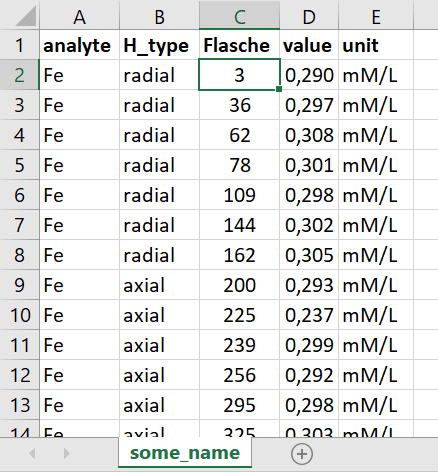 A B C D E
1 analyte H_type Flasche value unit
2 Fe radial 3 0,290 mM/L
3 Fe radial 36 0,297 mM/L
4 Fe radial 62 0,308 mM/L
5 Fe radial 78 0,301 mM/L
6 Fe radial 109 0,298 mM/L
7 Fe radial 144 0,302 mM/L
8 Fe radial 162 0,305 mM/L
9 Fe axial 200 0,293 mM/L
10 Fe axial 225 0,237 mM/L
11 Fe axial 239 0,299 mM/L
12 Fe axial 256 0,292 mM/L
13 Fe axial 295 0,298 mM/L
14 Fe axial 325 0,303 mM/L
some_name